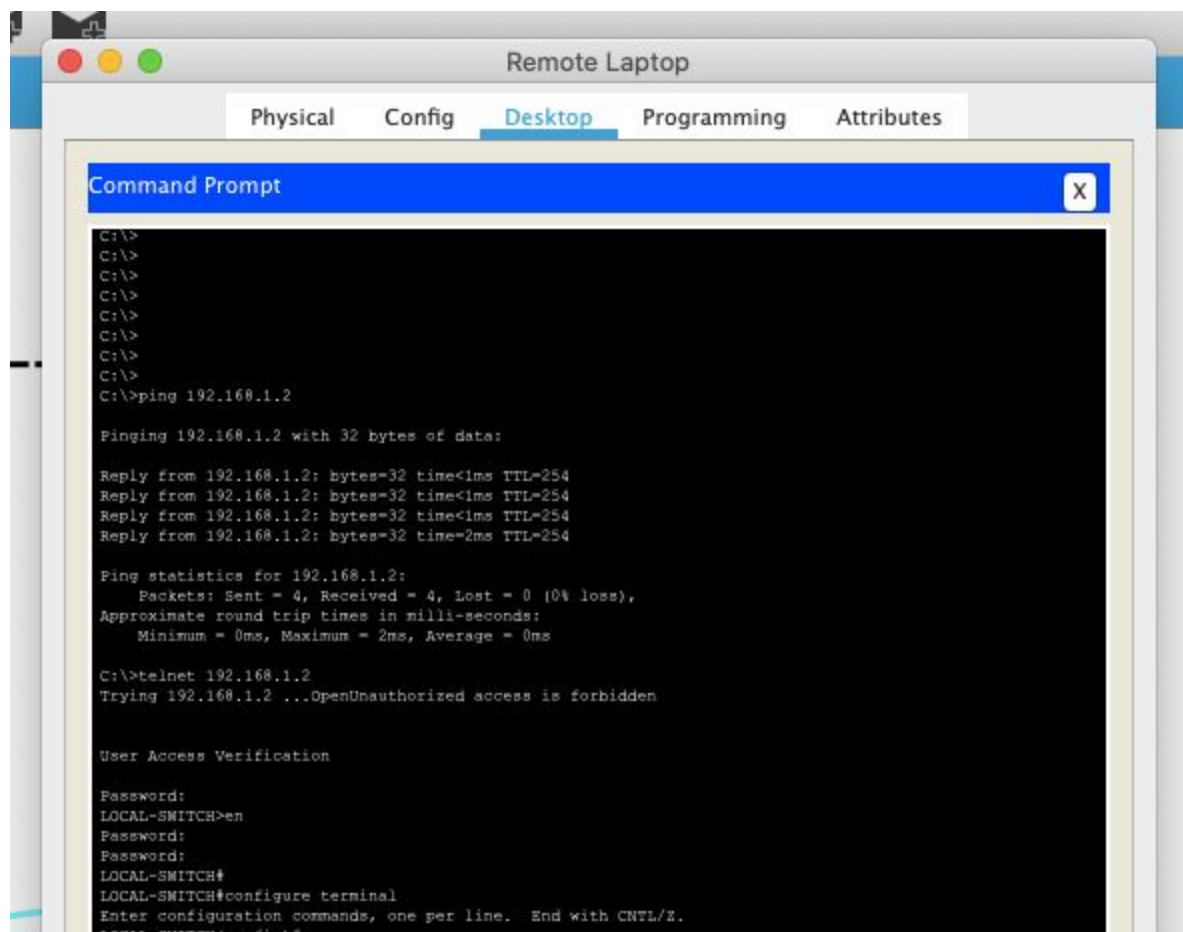 Remote Laptop
Physical Config Desktop Programming Attributes
Command Prompt
X
C:\>
C:\>
C:\>
C:\>
C:\>
C:\>
C:\>
C:\>
C:\>ping 192.168.1.2
Pinging 192.168.1.2 with 32 bytes of data:
Reply from 192.168.1.2: bytes=32 time<1ms TTL=254
Reply from 192.168.1.2: bytes=32 time<1ms TTL=254
Reply from 192.168.1.2: bytes=32 time<1ms TTL=254
Reply from 192.168.1.2: bytes=32 time=2ms TTL=254
Ping statistics for 192.168.1.2:
    Packets: Sent = 4, Received = 4, Lost = 0 (0% loss),
Approximate round trip times in milli-seconds:
    Minimum = 0ms, Maximum = 2ms, Average = 0ms
C:\>telnet 192.168.1.2
Trying 192.168.1.2 ...OpenUnauthorized access is forbidden
User Access Verification
Password:
LOCAL-SWITCH>en
Password:
Password:
LOCAL-SWITCH#
LOCAL-SWITCH#configure terminal
Enter configuration commands, one per line.  End with CNTL/Z.